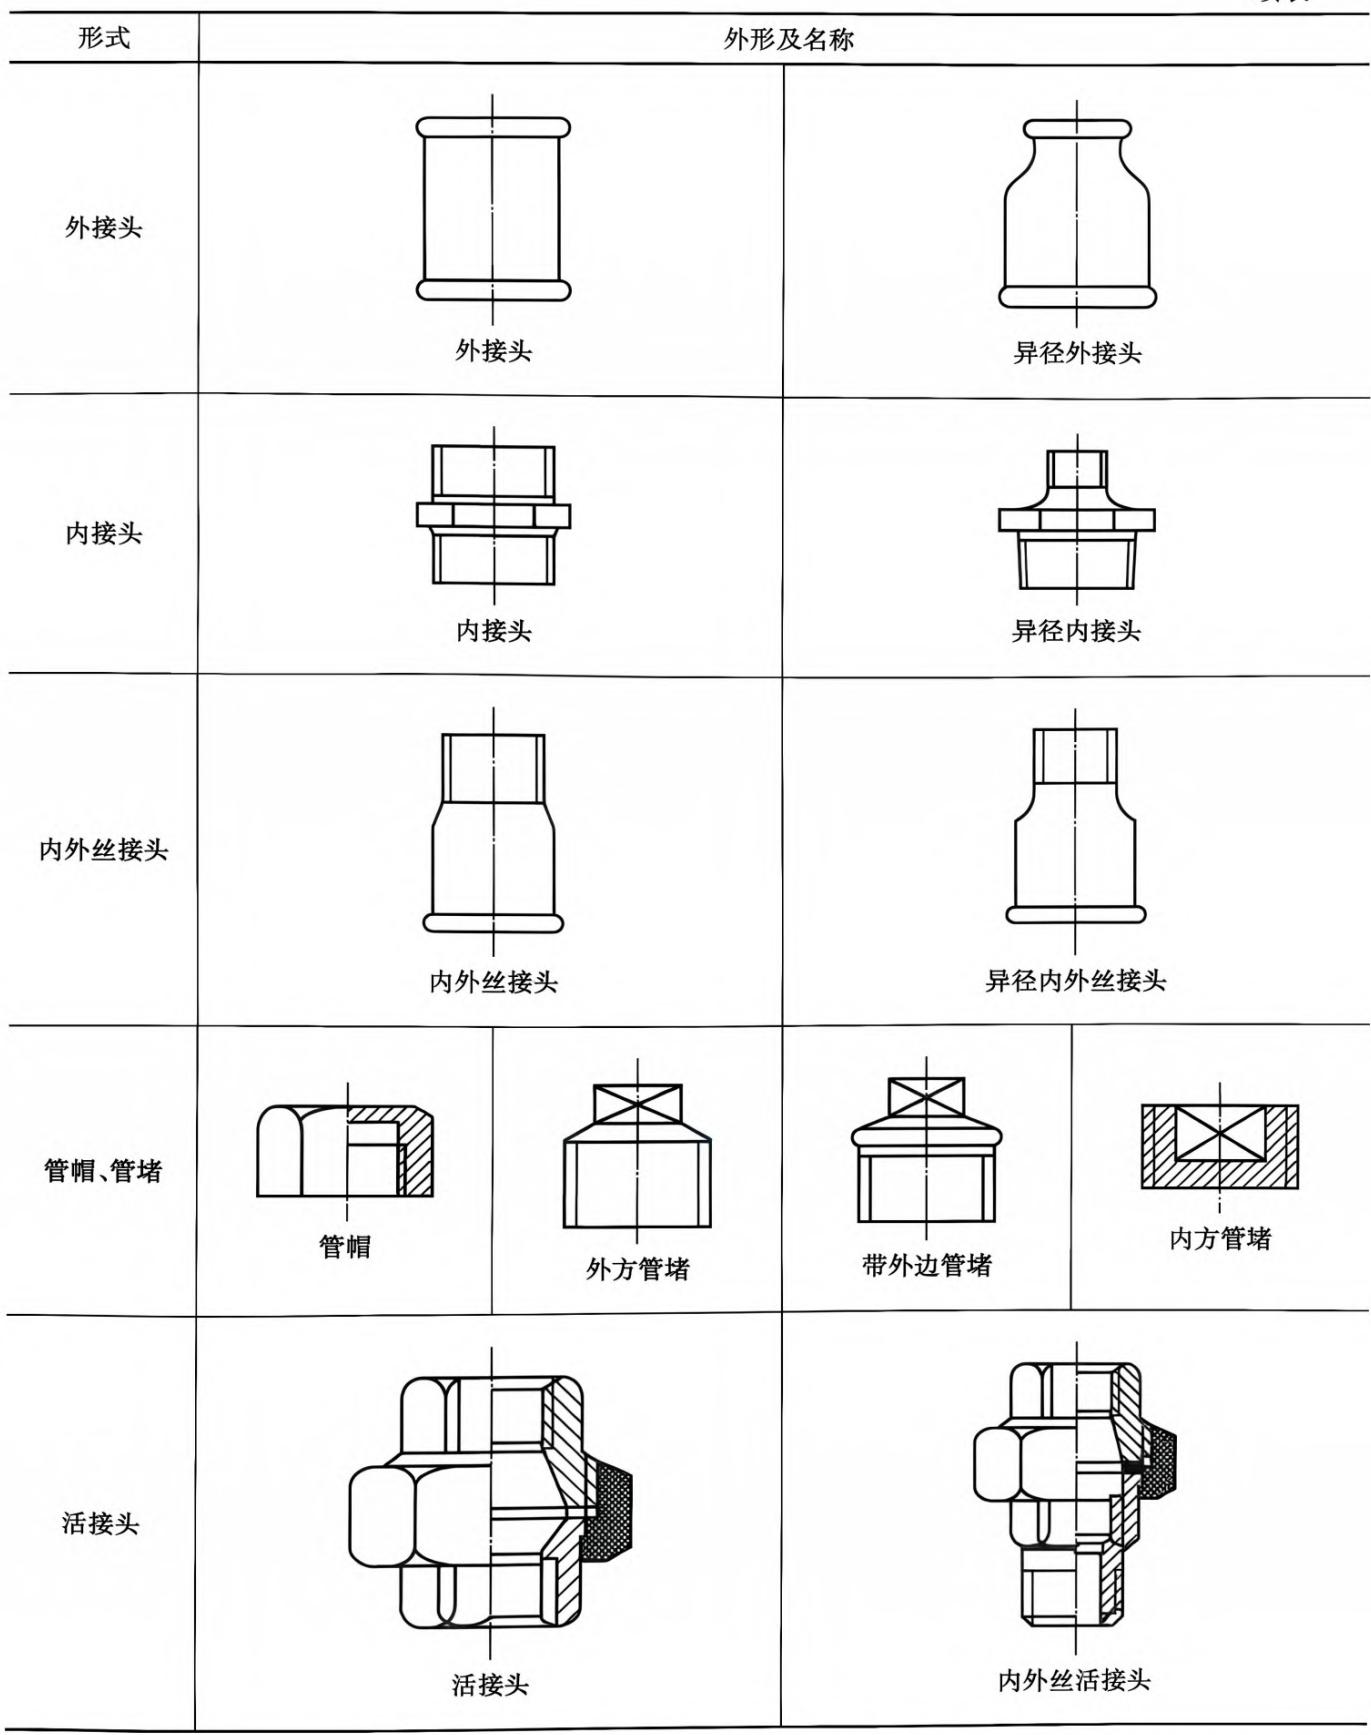 形式
外形及名称
外接头
外接头
异径外接头
内接头
内接头
异径内接头
内外丝接头
内外丝接头
异径内外丝接头
管帽、管堵
管帽
外方管堵
带外边管堵
内方管堵
活接头
活接头
内外丝活接头